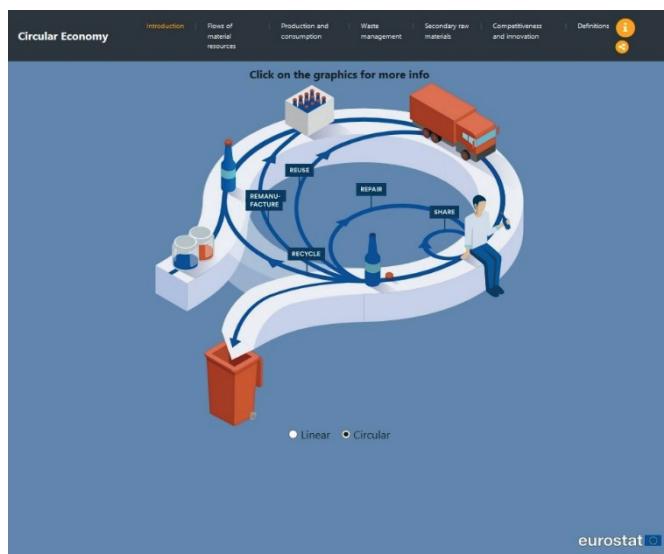 Circular Economy
Introduction
Flows of
material
resources
Production and
consumption
Waste
management
Secondary raw
materials
Competitiveness
and innovation
Definitions
i
Click on the graphics for more info
REUSE
REMANU-
FACTURE
REPAIR
SHARE
RECYCLE
Linear
Circular
eurostat